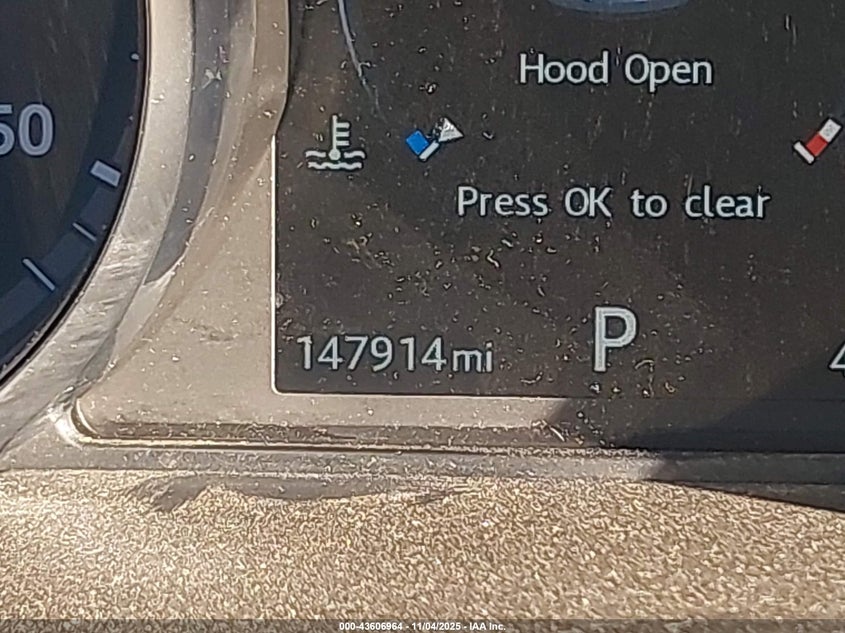 Hood Open
50
Press OK to clear
147914mi
P
000-43606964 - 11/04/2025 - IAA Inc.